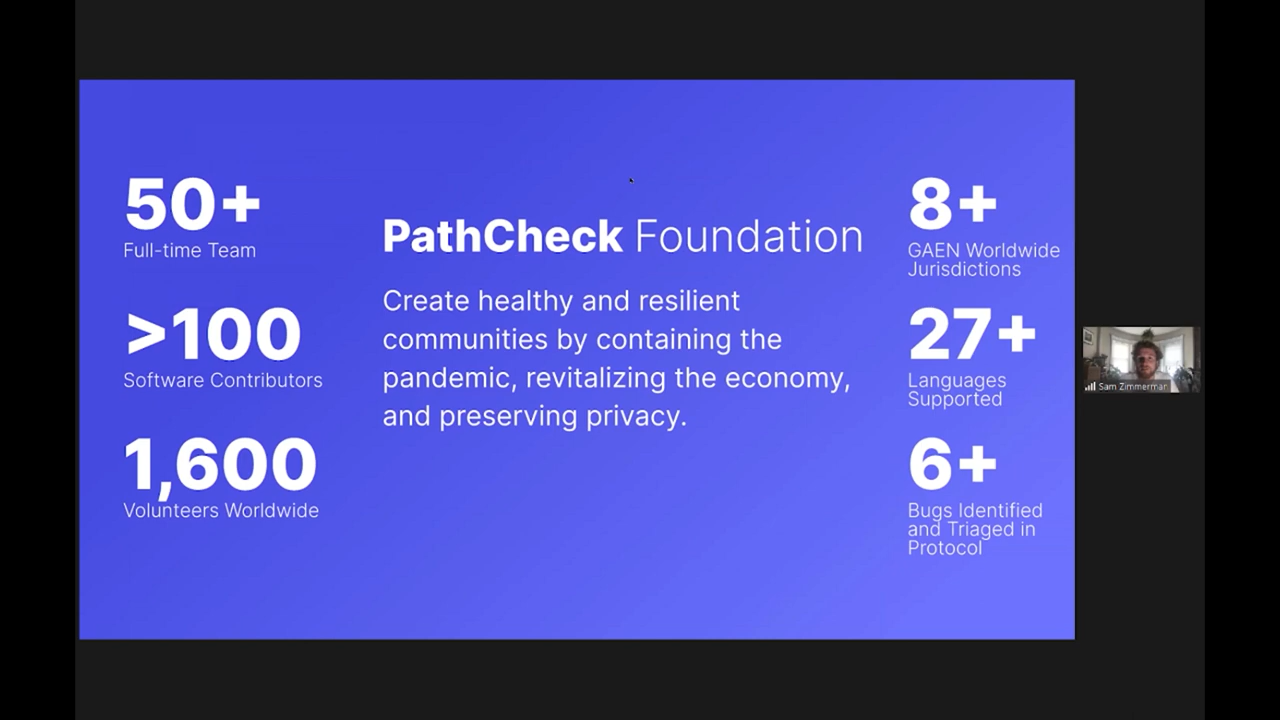 50+
Full-time Team
>100
Software Contributors
1,600
Volunteers Worldwide
PathCheck Foundation
Create healthy and resilient
communities by containing the
pandemic, revitalizing the economy,
and preserving privacy.
8+
GAEN Worldwide
Jurisdictions
27+
Languages
Supported
6+
Bugs Identified
and Triaged in
Protocol
Sam Zimmerman